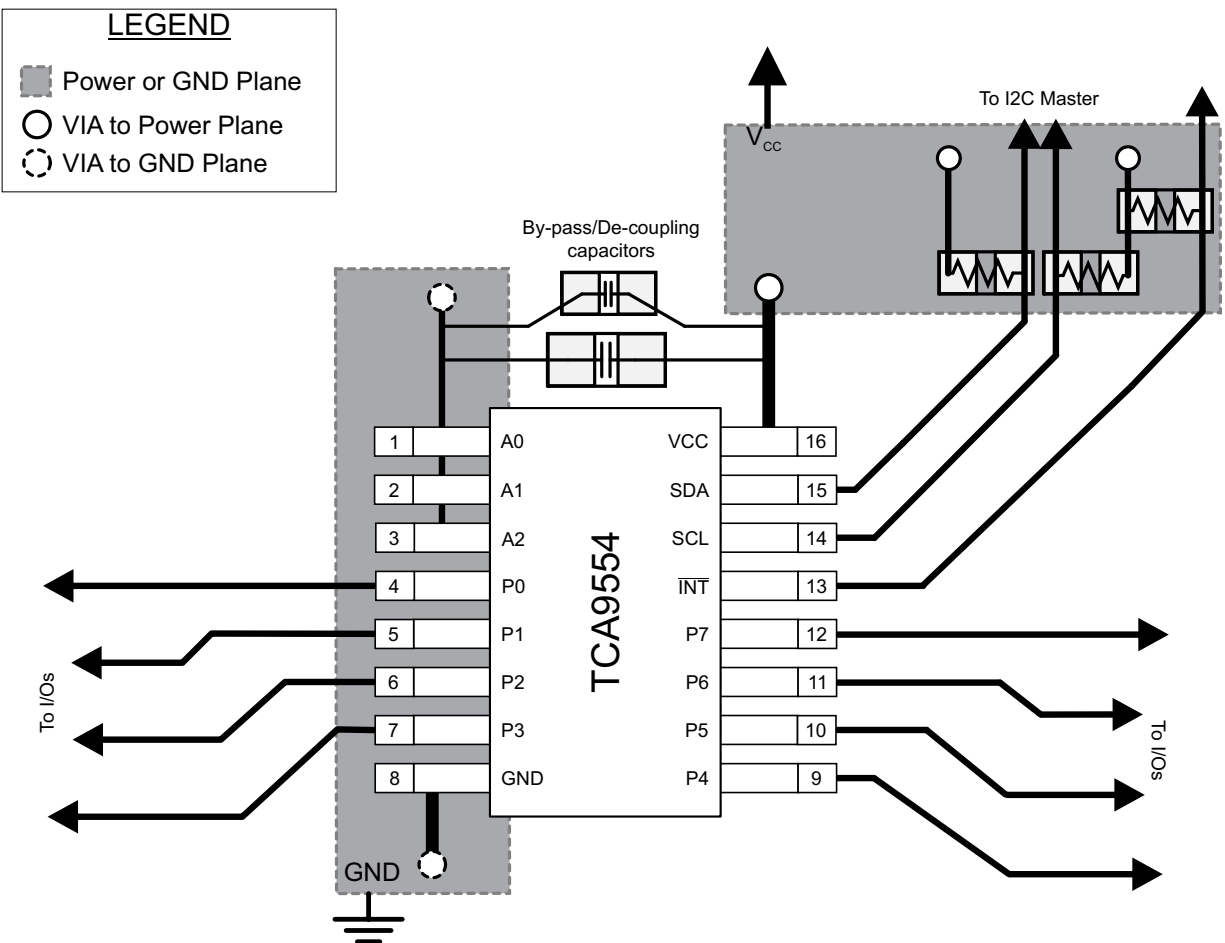 LEGEND
Power or GND Plane
VIA to Power Plane
VIA to GND Plane
To I2C Master
VCC
By-pass/De-coupling
capacitors
1 A0 VCC 16
2 A1 SDA 15
3 A2 SCL 14
4 P0 INT 13
5 P1 P7 12
6 P2 P6 11
7 P3 P5 10
8 GND P4 9
TCA9554
To I/Os
To I/Os
GND